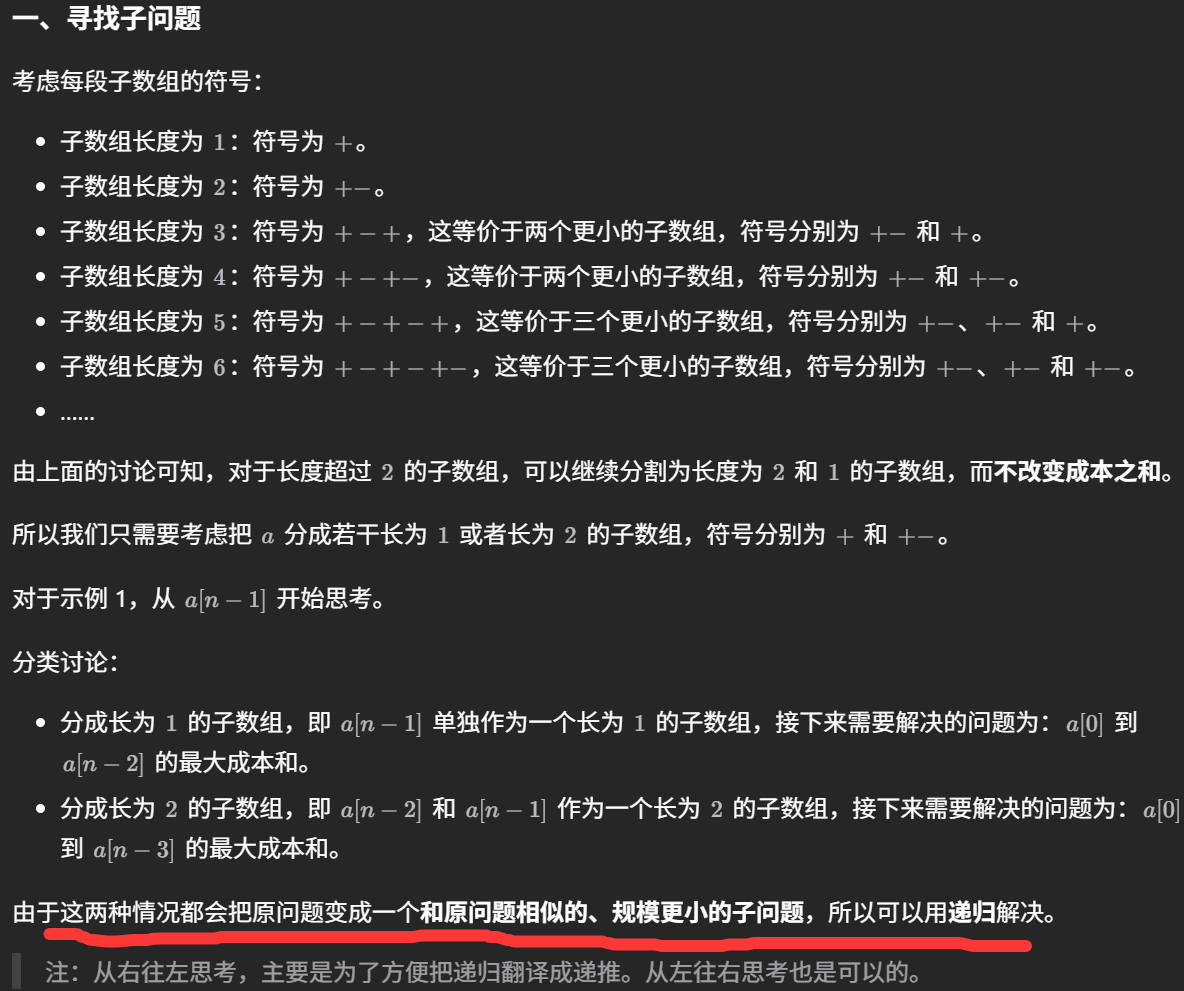 一、寻找子问题
考虑每段子数组的符号：
• 子数组长度为 1：符号为 +。
• 子数组长度为 2：符号为 +−。
• 子数组长度为 3：符号为 + − +，这等价于两个更小的子数组，符号分别为 +− 和 +。
• 子数组长度为 4：符号为 + − +−，这等价于两个更小的子数组，符号分别为 +− 和 +−。
• 子数组长度为 5：符号为 + − + − +，这等价于三个更小的子数组，符号分别为 +−、+− 和 +。
• 子数组长度为 6：符号为 + − + − +−，这等价于三个更小的子数组，符号分别为 +−、+− 和 +−。
• ......
由上面的讨论可知，对于长度超过 2 的子数组，可以继续分割为长度为 2 和 1 的子数组，而不改变成本之和。
所以我们只需要考虑把 a 分成若干长为 1 或者长为 2 的子数组，符号分别为 + 和 +−。
对于示例 1，从 a[n − 1] 开始思考。
分类讨论：
• 分成长为 1 的子数组，即 a[n − 1] 单独作为一个长为 1 的子数组，接下来需要解决的问题为：a[0] 到
a[n − 2] 的最大成本和。
• 分成长为 2 的子数组，即 a[n − 2] 和 a[n − 1] 作为一个长为 2 的子数组，接下来需要解决的问题为：a[0]
到 a[n − 3] 的最大成本和。
由于这两种情况都会把原问题变成一个和原问题相似的、规模更小的子问题，所以可以用递归解决。
注：从右往左思考，主要是为了方便把递归翻译成递推。从左往右思考也是可以的。